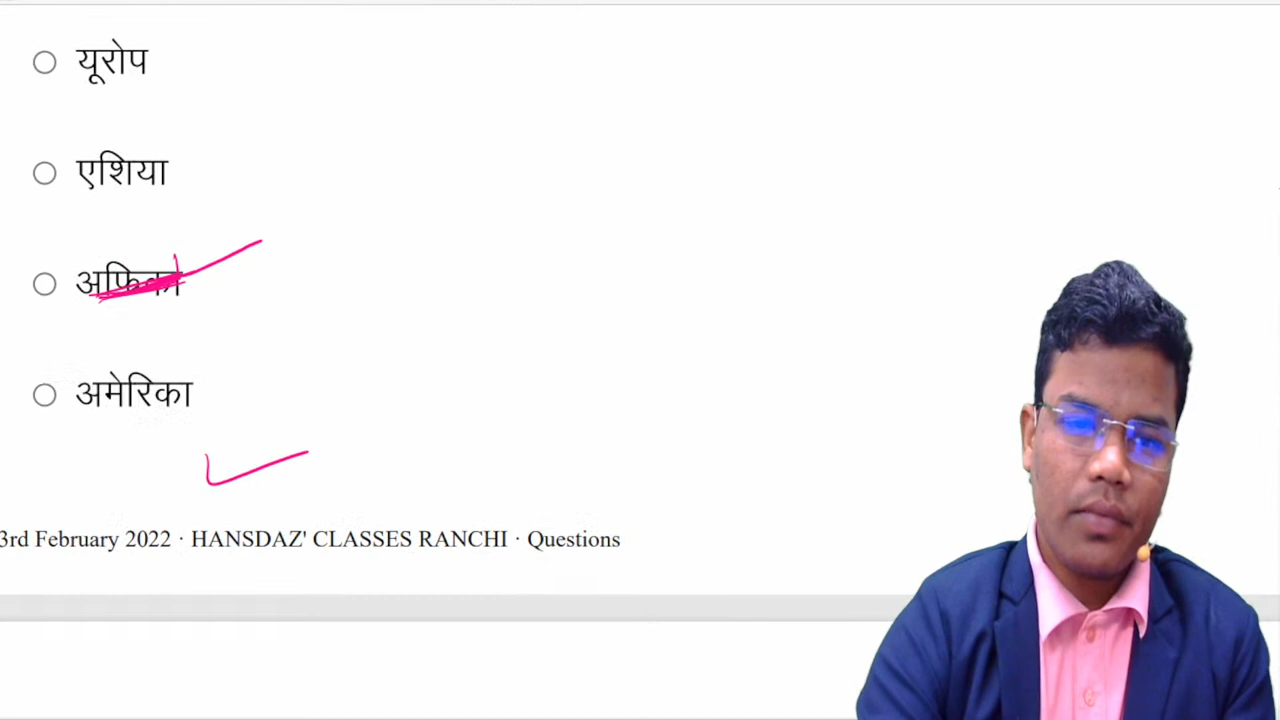 यूरोप
एशिया
अफ्रिका
अमेरिका
3rd February 2022 · HANSDAZ' CLASSES RANCHI · Questions